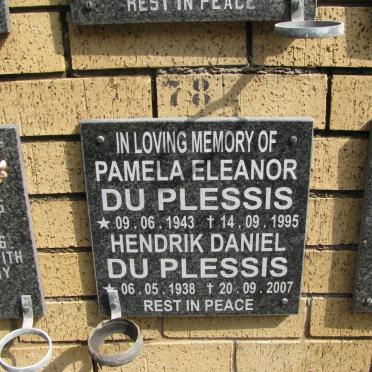 REST IN PEACE
78
IN LOVING MEMORY OF
PAMELA ELEANOR
DU PLESSIS
★ 09.06.1943 † 14.09.1995
HENDRIK DANIEL
DU PLESSIS
★ 06.05.1938 † 20.09.2007
REST IN PEACE